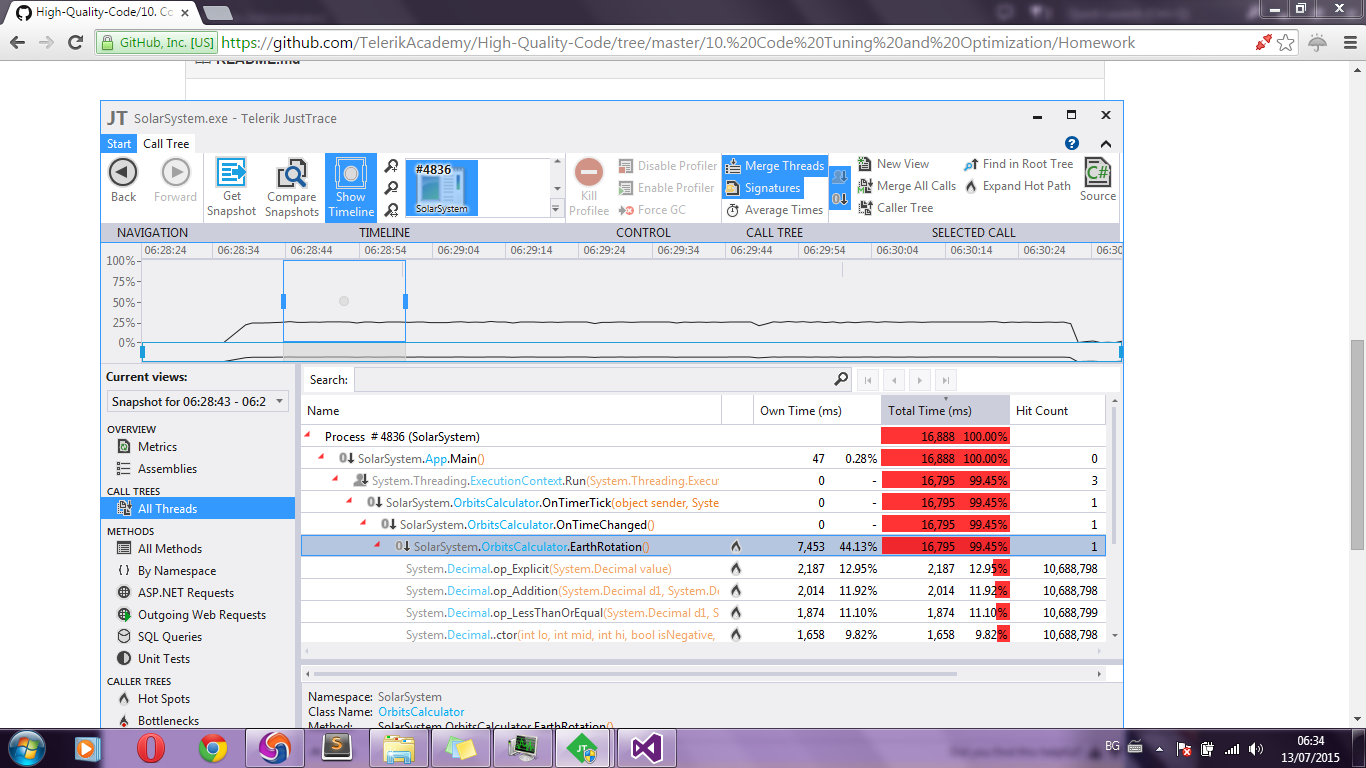 High-Quality-Code/10. Co
GitHub, Inc. [US] https://github.com/TelerikAcademy/High-Quality-Code/tree/master/10.%20Code%20Tuning%20and%20Optimization/Homework
README.md
JT SolarSystem.exe - Telerik JustTrace
Start Call Tree
Back
Forward
Get Snapshot
Compare Snapshots
Show Timeline
#4836
SolarSystem
Kill Profilee
Disable Profiler
Enable Profiler
Force GC
Merge Threads
Signatures
Average Times
New View
Merge All Calls
Caller Tree
Find in Root Tree
Expand Hot Path
C#
Source
NAVIGATION TIMELINE CONTROL CALL TREE SELECTED CALL
06:28:24 06:28:34 06:28:44 06:28:54 06:29:04 06:29:14 06:29:24 06:29:34 06:29:44 06:29:54 06:30:04 06:30:14 06:30:24 06:30
100%
75%
50%
25%
0%
Current views:
Snapshot for 06:28:43 - 06:2
OVERVIEW
Metrics
Assemblies
CALL TREES
All Threads
METHODS
All Methods
By Namespace
ASP.NET Requests
Outgoing Web Requests
SQL Queries
Unit Tests
CALLER TREES
Hot Spots
Bottlenecks
Search:
Name Own Time (ms) Total Time (ms) Hit Count
Process # 4836 (SolarSystem) 16,888 100.00%
SolarSystem.App.Main() 47 0.28% 16,888 100.00% 0
System.Threading.ExecutionContext.Run(System.Threading.Execu 0 - 16,795 99.45% 3
SolarSystem.OrbitsCalculator.OnTimerTick(object sender, Syste 0 - 16,795 99.45% 1
SolarSystem.OrbitsCalculator.OnTimeChanged() 0 - 16,795 99.45% 1
SolarSystem.OrbitsCalculator.EarthRotation() 7,453 44.13% 16,795 99.45% 1
System.Decimal.op_Explicit(System.Decimal value) 2,187 12.95% 2,187 12.95% 10,688,798
System.Decimal.op_Addition(System.Decimal d1, System.De 2,014 11.92% 2,014 11.92% 10,688,798
System.Decimal.op_LessThanOrEqual(System.Decimal d1, S 1,874 11.10% 1,874 11.10% 10,688,799
System.Decimal..ctor(int lo, int mid, int hi, bool isNegative, 1,658 9.82% 1,658 9.82% 10,688,798
Namespace: SolarSystem
Class Name: OrbitsCalculator
Method: SolarSystem.OrbitsCalculator.EarthRotation()
BG
06:34
13/07/2015